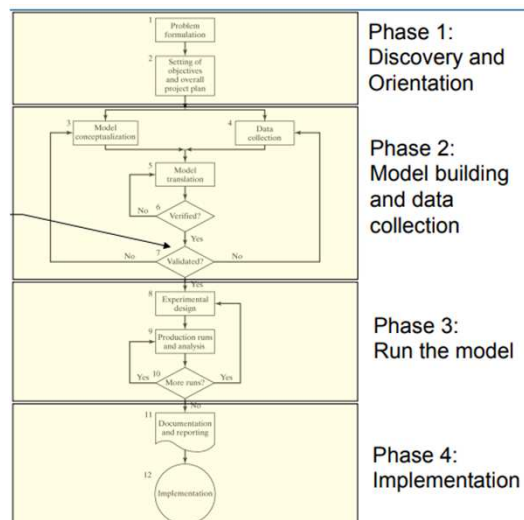 1
Problem
formulation
2
Setting of
objectives
and overall
project plan
Phase 1:
Discovery and
Orientation
3
Model
conceptualization
4
Data
collection
5
Model
translation
No
6
Verified?
Yes
No
7
Validated?
No
Phase 2:
Model building
and data
collection
Yes
8
Experimental
design
9
Production runs
and analysis
Yes
10
More runs?
Yes
Phase 3:
Run the model
No
11
Documentation
and reporting
12
Implementation
Phase 4:
Implementation